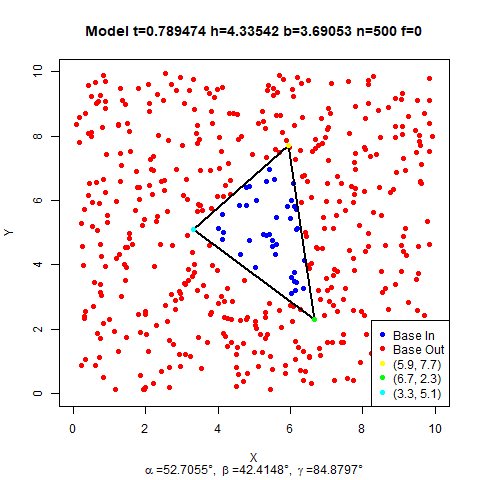 Model t=0.789474 h=4.33542 b=3.69053 n=500 f=0
10
8
6
4
2
0
Y
Base In
Base Out
(5.9, 7.7)
(6.7, 2.3)
(3.3, 5.1)
0 2 4 6 8 10
X
α=52.7055°, β=42.4148°, γ=84.8797°